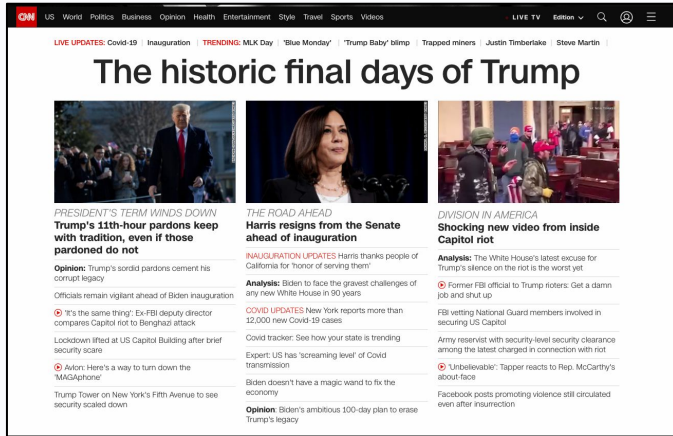 CNN US World Politics Business Opinion Health Entertainment Style Travel Sports Videos LIVE TV Edition
LIVE UPDATES: Covid-19 Inauguration TRENDING: MLK Day 'Blue Monday' 'Trump Baby' blimp Trapped miners Justin Timberlake Steve Martin
The historic final days of Trump
PRESIDENT'S TERM WINDS DOWN
Trump's 11th-hour pardons keep
with tradition, even if those
pardoned do not
Opinion: Trump's sordid pardons cement his
corrupt legacy
Officials remain vigilant ahead of Biden inauguration
'It's the same thing': Ex-FBI deputy director
compares Capitol riot to Benghazi attack
Lockdown lifted at US Capitol Building after brief
security scare
Avlon: Here's a way to turn down the
'MAGAphone'
Trump Tower on New York's Fifth Avenue to see
security scaled down
THE ROAD AHEAD
Harris resigns from the Senate
ahead of inauguration
INAUGURATION UPDATES Harris thanks people of
California for 'honor of serving them'
Analysis: Biden to face the gravest challenges of
any new White House in 90 years
COVID UPDATES New York reports more than
12,000 new Covid-19 cases
Covid tracker: See how your state is trending
Expert: US has 'screaming level' of Covid
transmission
Biden doesn't have a magic wand to fix the
economy
Opinion: Biden's ambitious 100-day plan to erase
Trump's legacy
DIVISION IN AMERICA
Shocking new video from inside
Capitol riot
Analysis: The White House's latest excuse for
Trump's silence on the riot is the worst yet
Former FBI official to Trump rioters: Get a damn
job and shut up
FBI vetting National Guard members involved in
securing US Capitol
Army reservist with security-level security clearance
among the latest charged in connection with riot
'Unbelievable': Tapper reacts to Rep. McCarthy's
about-face
Facebook posts promoting violence still circulated
even after insurrection